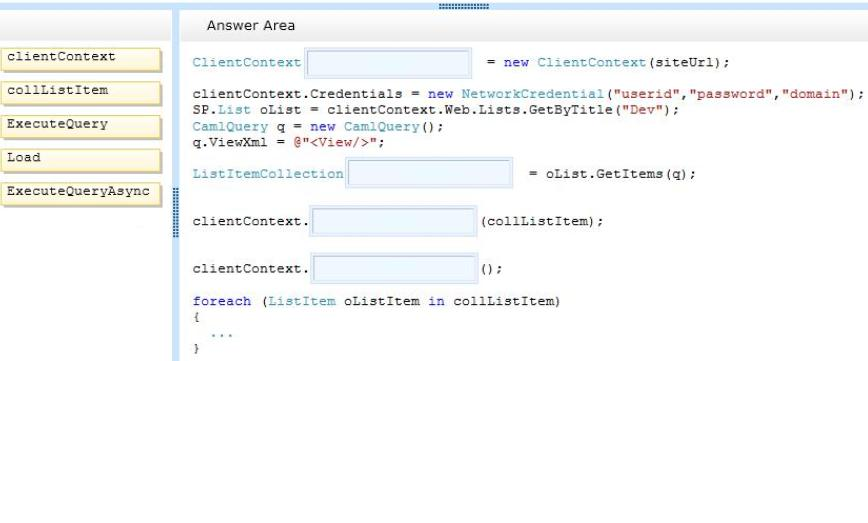 Answer Area
clientContext
collListItem
ExecuteQuery
Load
ExecuteQueryAsync
ClientContext = new ClientContext(siteUrl);
clientContext.Credentials = new NetworkCredential("userid","password","domain");
SP.List oList = clientContext.Web.Lists.GetByTitle("Dev");
CamlQuery q = new CamlQuery();
q.ViewXml = @"<View/>";
ListItemCollection = oList.GetItems(q);
clientContext. (collListItem);
clientContext. ();
foreach (ListItem oListItem in collListItem)
{
...
}